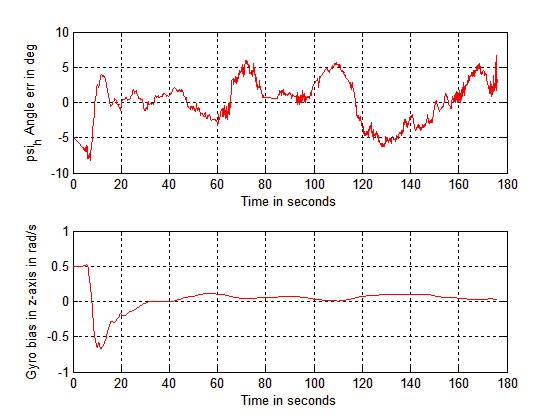 10
5
0
-5
-10
psi_h Angle err in deg
0 20 40 60 80 100 120 140 160 180
Time in seconds
1
0.5
0
-0.5
-1
Gyro bias in z-axis in rad/s
0 20 40 60 80 100 120 140 160 180
Time in seconds